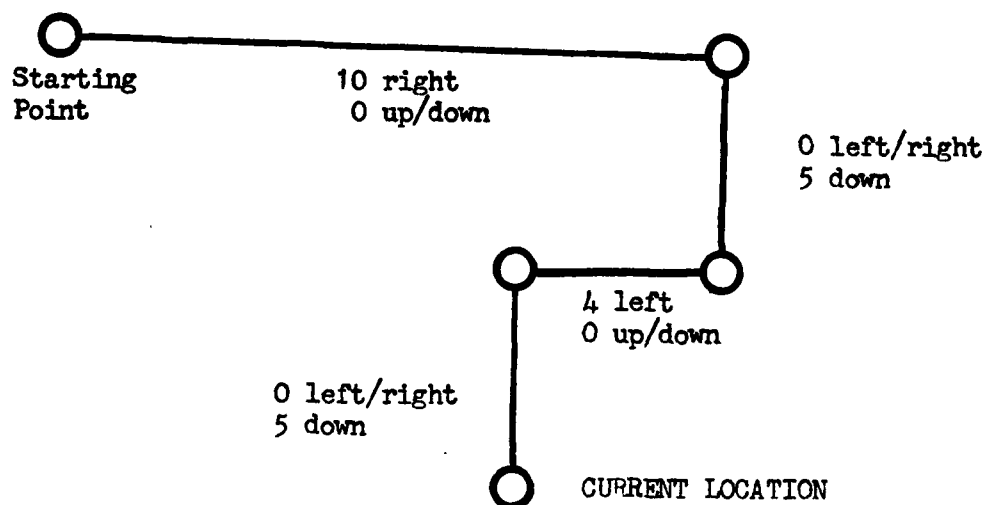 Starting
Point
10 right
0 up/down
0 left/right
5 down
4 left
0 up/down
0 left/right
5 down
CURRENT LOCATION